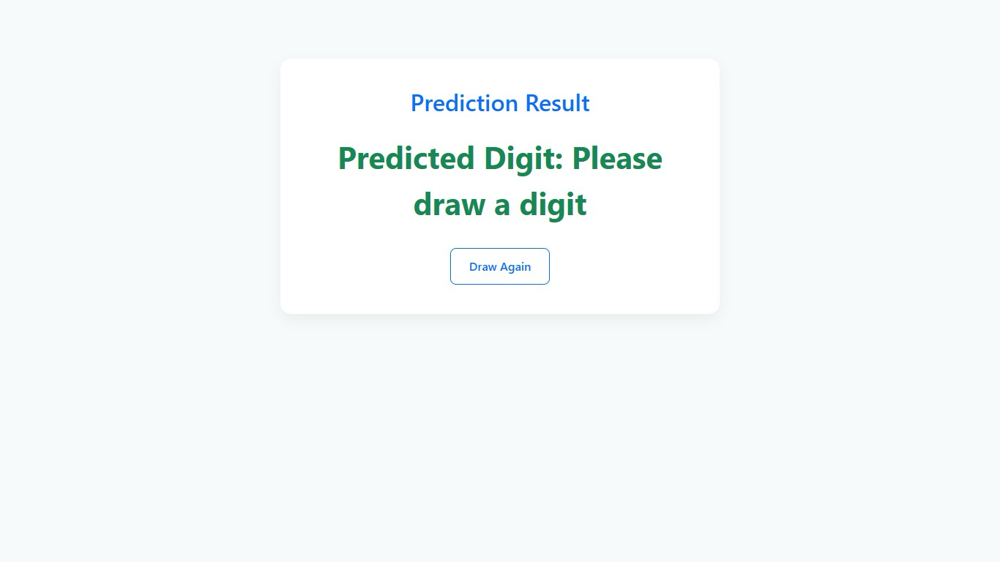 Prediction Result
Predicted Digit: Please
draw a digit
Draw Again